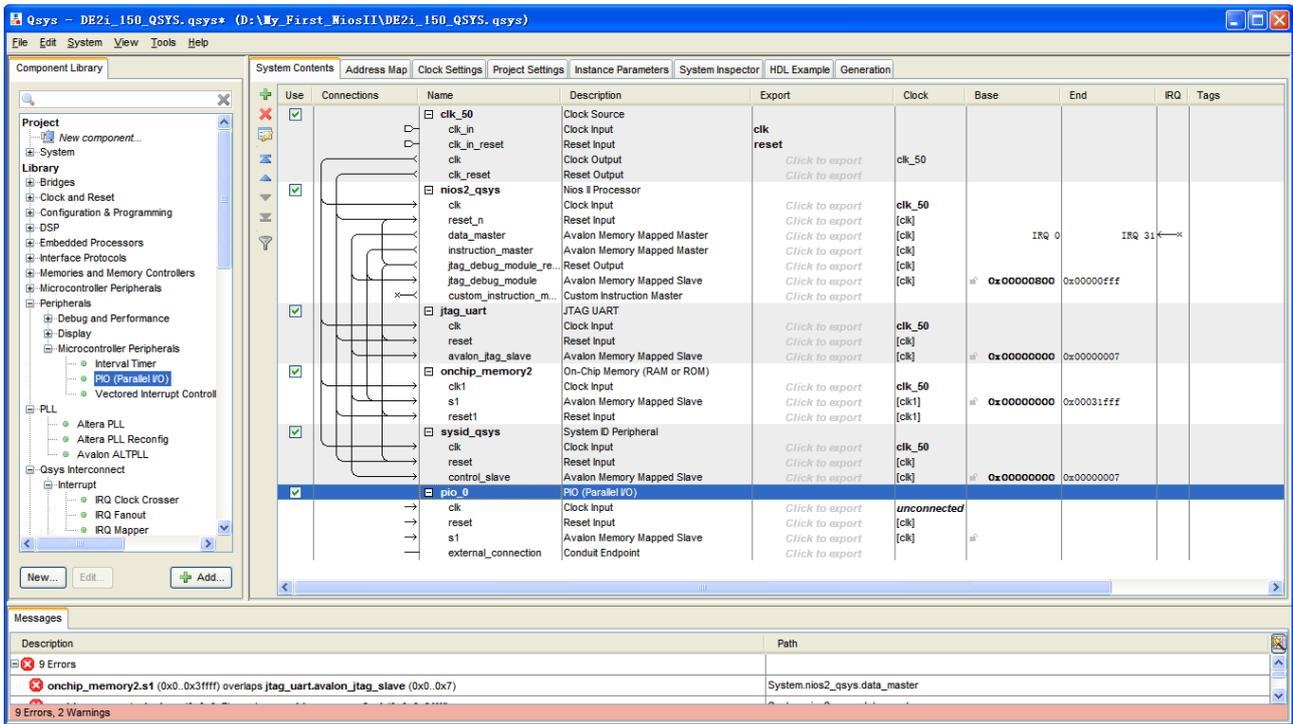 Qsys - DE2i_150_QSYS.qsys* (D:\My_First_NiosII\DE2i_150_QSYS.qsys)
File Edit System View Tools Help
Component Library
Project
New component...
System
Library
Bridges
Clock and Reset
Configuration & Programming
DSP
Embedded Processors
Interface Protocols
Memories and Memory Controllers
Microcontroller Peripherals
Peripherals
Debug and Performance
Display
Microcontroller Peripherals
Interval Timer
PIO (Parallel I/O)
Vectored Interrupt Controll
PLL
Altera PLL
Altera PLL Reconfig
Avalon ALTPLL
Qsys Interconnect
Interrupt
IRQ Clock Crosser
IRQ Fanout
IRQ Mapper
New... Edit... Add...
System Contents Address Map Clock Settings Project Settings Instance Parameters System Inspector HDL Example Generation
Use Connections Name Description Export Clock Base End IRQ Tags
clk_50 Clock Source
clk_in Clock Input clk
clk_in_reset Reset Input reset
clk Clock Output Click to export clk_50
clk_reset Reset Output Click to export
nios2_qsys Nios II Processor
clk Clock Input Click to export clk_50
reset_n Reset Input Click to export [clk]
data_master Avalon Memory Mapped Master Click to export [clk] IRQ 0 IRQ 31
instruction_master Avalon Memory Mapped Master Click to export [clk]
jtag_debug_module_re... Reset Output Click to export [clk]
jtag_debug_module Avalon Memory Mapped Slave Click to export [clk] 0x00000800 0x00000fff
custom_instruction_m... Custom Instruction Master Click to export
jtag_uart JTAG UART
clk Clock Input Click to export clk_50
reset Reset Input Click to export [clk]
avalon_jtag_slave Avalon Memory Mapped Slave Click to export [clk] 0x00000000 0x00000007
onchip_memory2 On-Chip Memory (RAM or ROM)
clk1 Clock Input Click to export clk_50
s1 Avalon Memory Mapped Slave Click to export [clk1] 0x00000000 0x00031fff
reset1 Reset Input Click to export [clk1]
sysid_qsys System ID Peripheral
clk Clock Input Click to export clk_50
reset Reset Input Click to export [clk]
control_slave Avalon Memory Mapped Slave Click to export [clk] 0x00000000 0x00000007
pio_0 PIO (Parallel I/O)
clk Clock Input Click to export unconnected
reset Reset Input Click to export [clk]
s1 Avalon Memory Mapped Slave Click to export [clk]
external_connection Conduit Endpoint Click to export
Messages
Description Path
9 Errors
onchip_memory2.s1 (0x0..0x3ffff) overlaps jtag_uart.avalon_jtag_slave (0x0..0x7) System.nios2_qsys.data_master
9 Errors, 2 Warnings